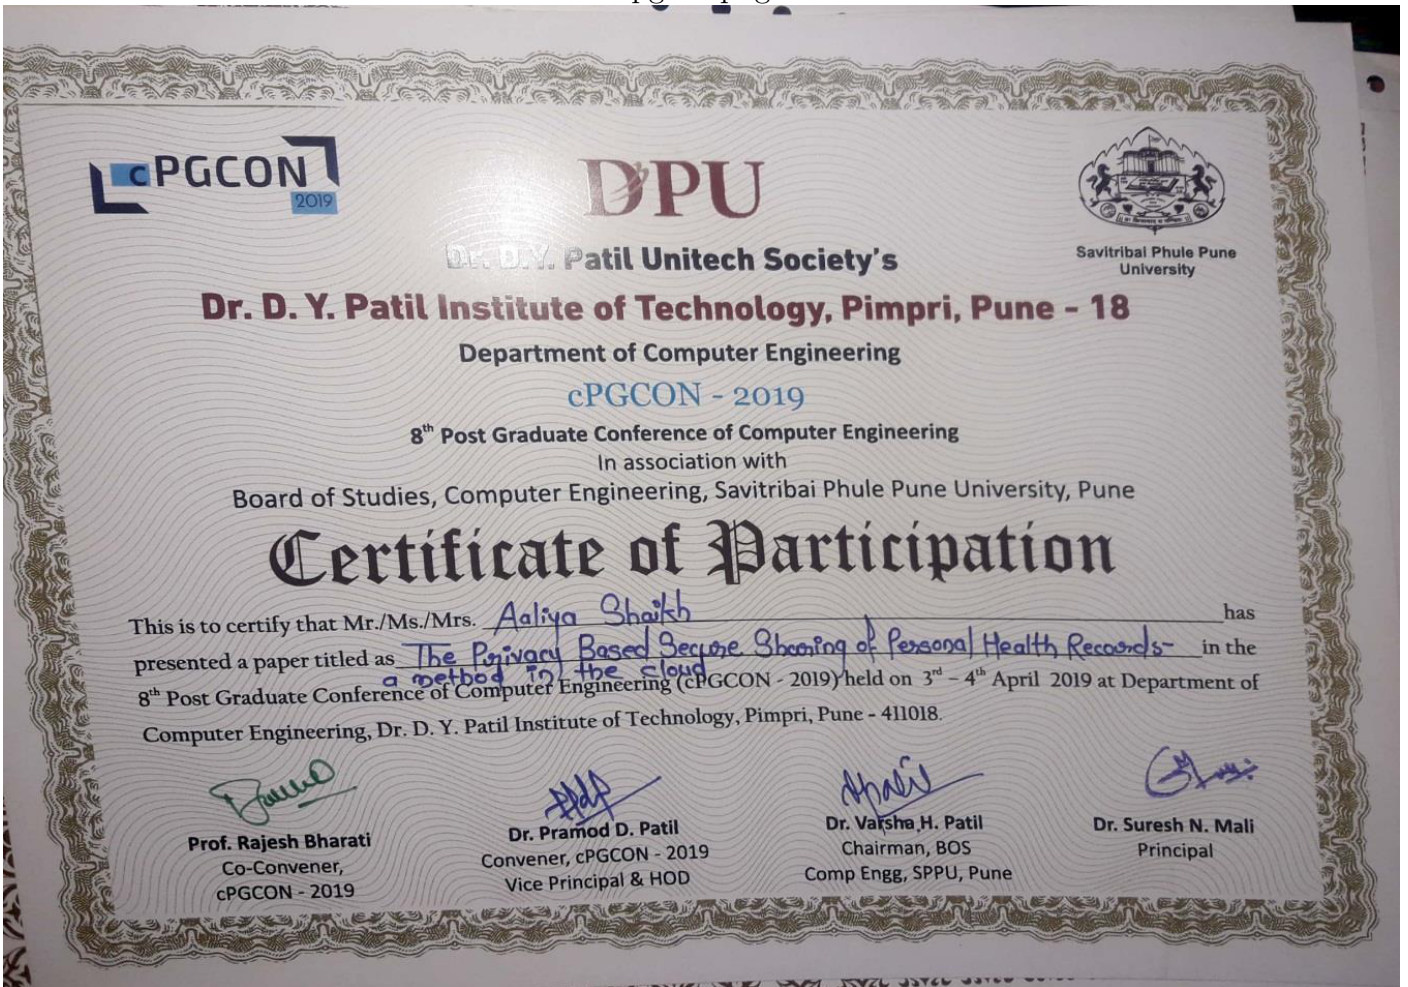 cPGCON
2019
DPU
Savitribai Phule Pune
University
Dr. D.Y. Patil Unitech Society's
Dr. D. Y. Patil Institute of Technology, Pimpri, Pune - 18
Department of Computer Engineering
cPGCON - 2019
8th Post Graduate Conference of Computer Engineering
In association with
Board of Studies, Computer Engineering, Savitribai Phule Pune University, Pune
Certificate of Participation
This is to certify that Mr./Ms./Mrs. Aaliya Shaikh has
presented a paper titled as The Privacy Based Secure Sharing of Personal Health Records- in the
a method in the cloud
8th Post Graduate Conference of Computer Engineering (cPGCON - 2019) held on 3rd – 4th April 2019 at Department of
Computer Engineering, Dr. D. Y. Patil Institute of Technology, Pimpri, Pune - 411018.
Prof. Rajesh Bharati
Co-Convener,
cPGCON - 2019
Dr. Pramod D. Patil
Convener, cPGCON - 2019
Vice Principal & HOD
Dr. Varsha H. Patil
Chairman, BOS
Comp Engg, SPPU, Pune
Dr. Suresh N. Mali
Principal